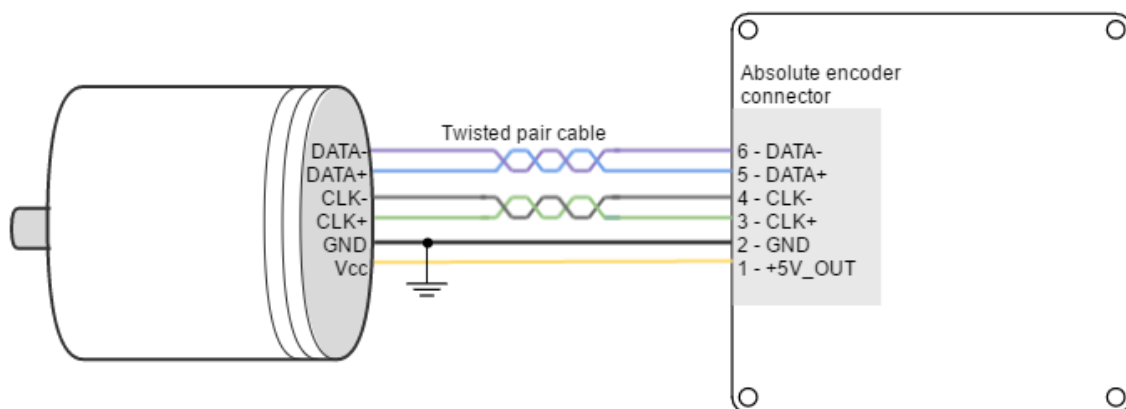 Absolute encoder
connector
Twisted pair cable
DATA-
DATA+
CLK-
CLK+
GND
Vcc
6 - DATA-
5 - DATA+
4 - CLK-
3 - CLK+
2 - GND
1 - +5V_OUT